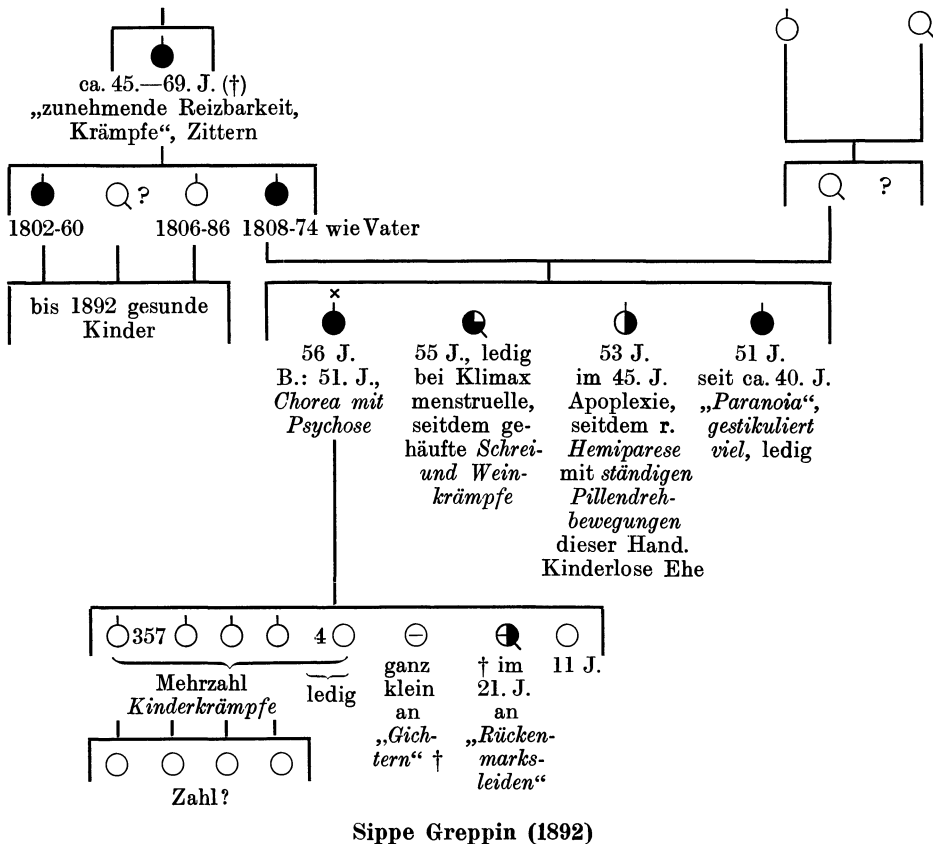 ca. 45.—69. J. (†)
„zunehmende Reizbarkeit,
Krämpfe“, Zittern
?
?
1802-60
1806-86
1808-74 wie Vater
bis 1892 gesunde
Kinder
×
56 J.
B.: 51. J.,
Chorea mit
Psychose
55 J., ledig
bei Klimax
menstruelle,
seitdem ge-
häufte Schrei-
und Wein-
krämpfe
53 J.
im 45. J.
Apoplexie,
seitdem r.
Hemiparese
mit ständigen
Pillendreh-
bewegungen
dieser Hand.
Kinderlose Ehe
51 J.
seit ca. 40. J.
„Paranoia“,
gestikuliert
viel, ledig
357
4
Mehrzahl
Kinderkrämpfe
ledig
ganz
klein
an
„Gich-
tern“ †
† im
21. J.
an
„Rücken-
marks-
leiden“
11 J.
Zahl?
Sippe Greppin (1892)